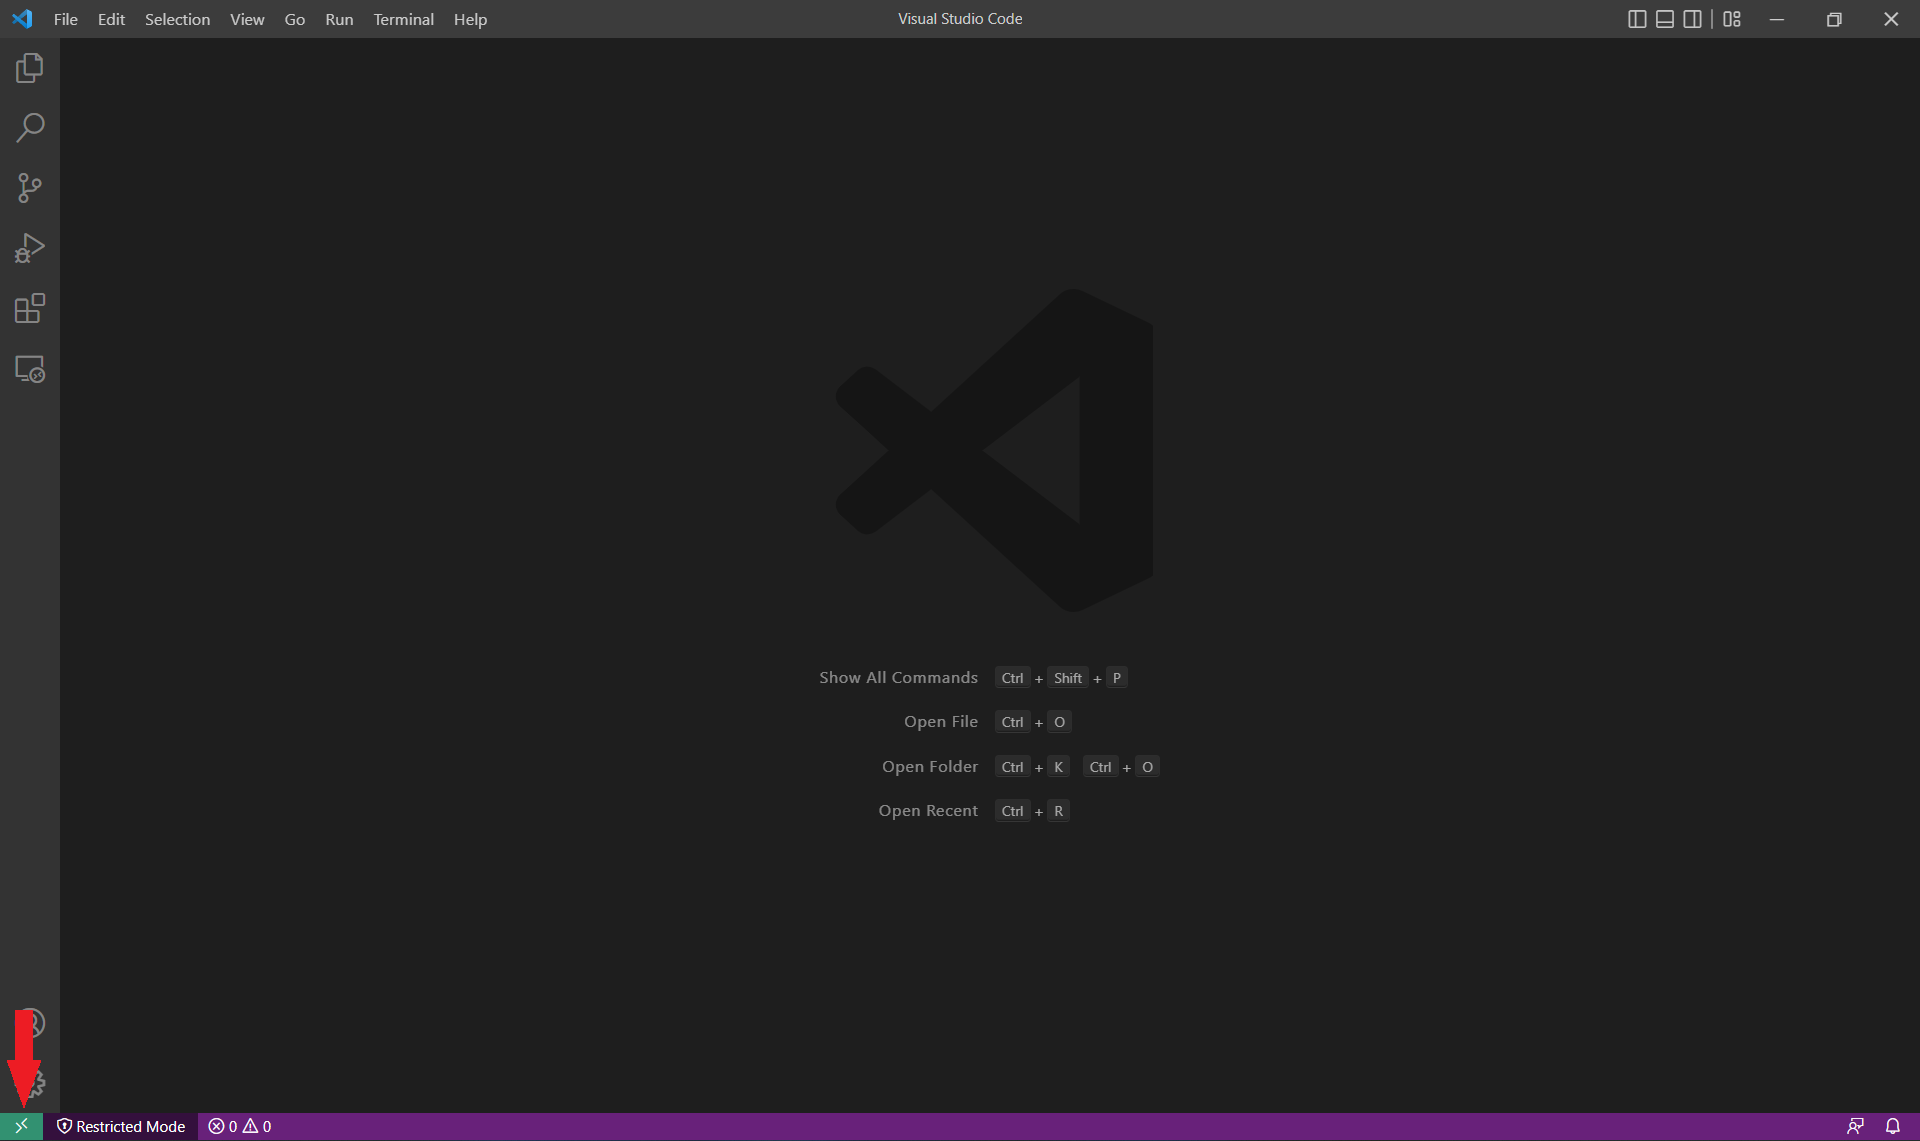 File Edit Selection View Go Run Terminal Help
Visual Studio Code
Show All Commands Ctrl + Shift + P
Open File Ctrl + O
Open Folder Ctrl + K Ctrl + O
Open Recent Ctrl + R
Restricted Mode 0 0